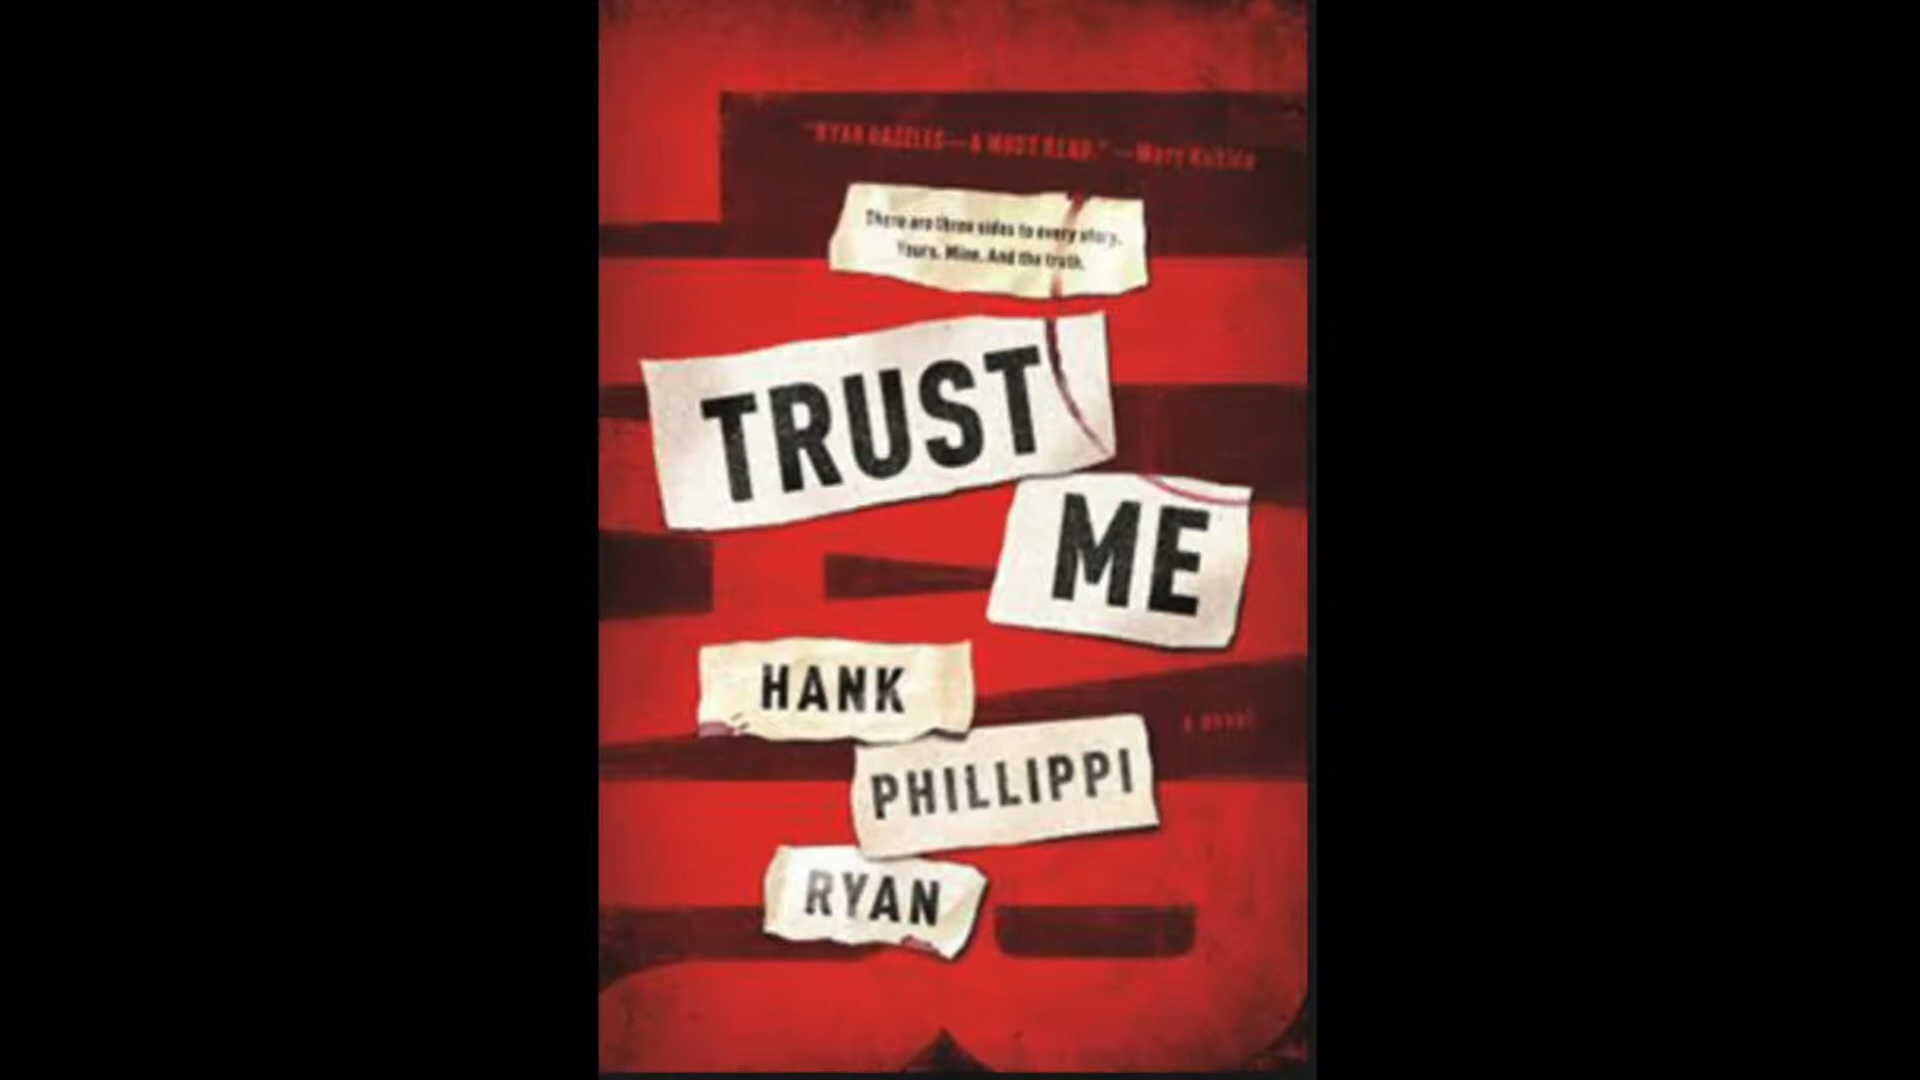 "RYAN DAZZLES—A MUST READ." —Mary Kubica
There are three sides to every story.
Yours. Mine. And the truth.
TRUST
ME
HANK
PHILLIPPI
A novel
RYAN